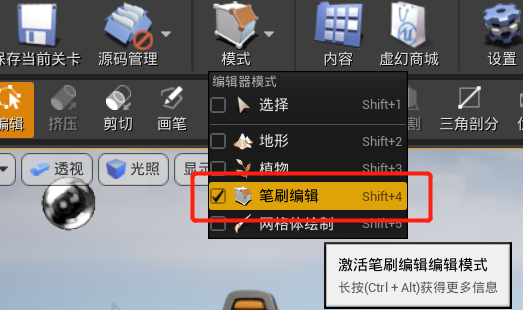 保存当前关卡 源码管理 模式 内容 虚幻商城 设置
编辑器模式
选择 Shift+1
编辑 挤压 剪切 画笔 割 三角剖分
地形 Shift+2
透视 光照 显示 植物 Shift+3
笔刷编辑 Shift+4
网格体绘制 Shift+5
激活笔刷编辑编辑模式
长按(Ctrl + Alt)获得更多信息